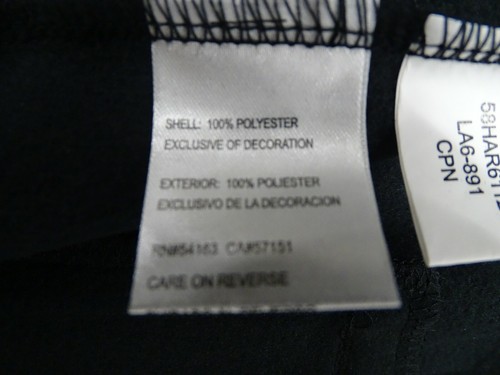 SHELL: 100% POLYESTER
EXCLUSIVE OF DECORATION
EXTERIOR: 100% POLIESTER
EXCLUSIVO DE LA DECORACION
RN#54163 CA#57151
CARE ON REVERSE
LA6-891
CPN